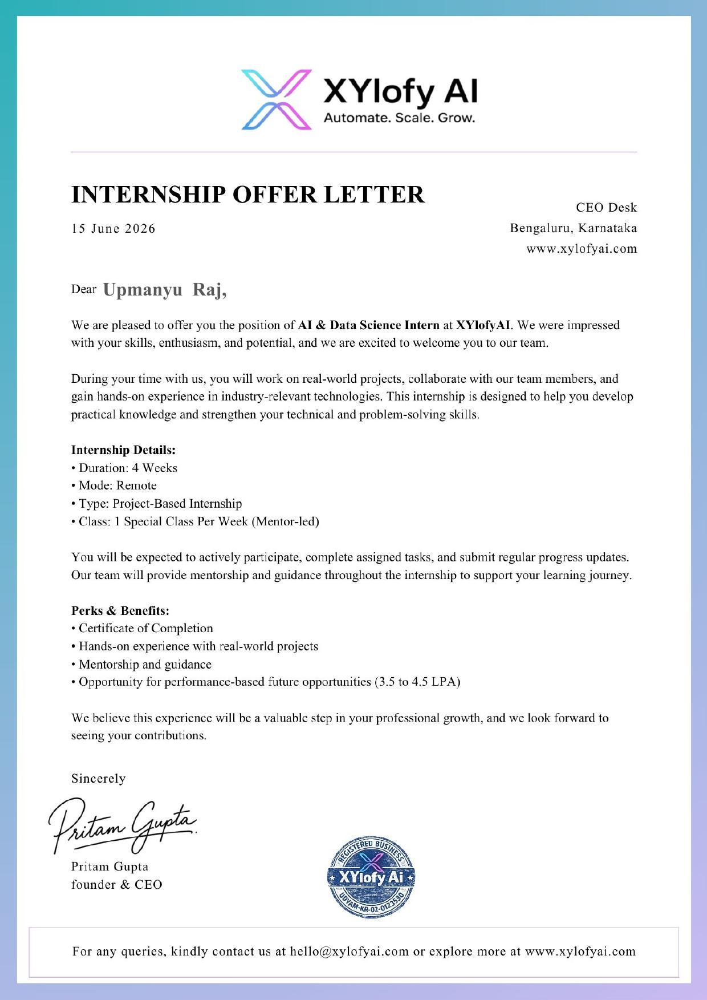 XYlofy AI
Automate. Scale. Grow.
INTERNSHIP OFFER LETTER
15 June 2026
CEO Desk
Bengaluru, Karnataka
www.xylofyai.com
Dear Upmanyu Raj,
We are pleased to offer you the position of AI & Data Science Intern at XYlofyAI. We were impressed
with your skills, enthusiasm, and potential, and we are excited to welcome you to our team.
During your time with us, you will work on real-world projects, collaborate with our team members, and
gain hands-on experience in industry-relevant technologies. This internship is designed to help you develop
practical knowledge and strengthen your technical and problem-solving skills.
Internship Details:
• Duration: 4 Weeks
• Mode: Remote
• Type: Project-Based Internship
• Class: 1 Special Class Per Week (Mentor-led)
You will be expected to actively participate, complete assigned tasks, and submit regular progress updates.
Our team will provide mentorship and guidance throughout the internship to support your learning journey.
Perks & Benefits:
• Certificate of Completion
• Hands-on experience with real-world projects
• Mentorship and guidance
• Opportunity for performance-based future opportunities (3.5 to 4.5 LPA)
We believe this experience will be a valuable step in your professional growth, and we look forward to
seeing your contributions.
Sincerely
Pritam Gupta
Pritam Gupta
founder & CEO
REGISTERED BUSINESS
XYlofy Ai
UDYAM-KR-02-0123530
For any queries, kindly contact us at hello@xylofyai.com or explore more at www.xylofyai.com